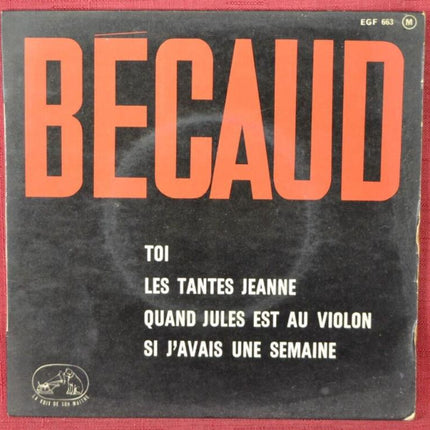 EGF 663 M
BÉCAUD
TOI
LES TANTES JEANNE
QUAND JULES EST AU VIOLON
SI J'AVAIS UNE SEMAINE
LA VOIX DE SON MAITRE